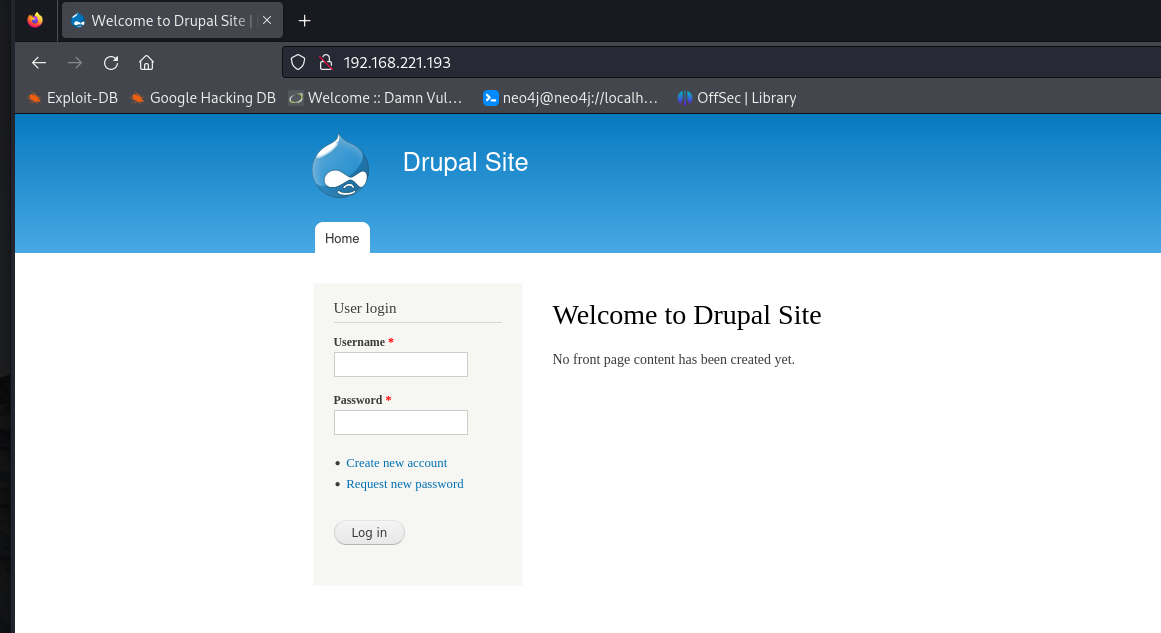 Welcome to Drupal Site |
192.168.221.193
Exploit-DB Google Hacking DB Welcome :: Damn Vul... neo4j@neo4j://localh... OffSec | Library
Drupal Site
Home
User login
Username *
Password *
Create new account
Request new password
Log in
Welcome to Drupal Site
No front page content has been created yet.